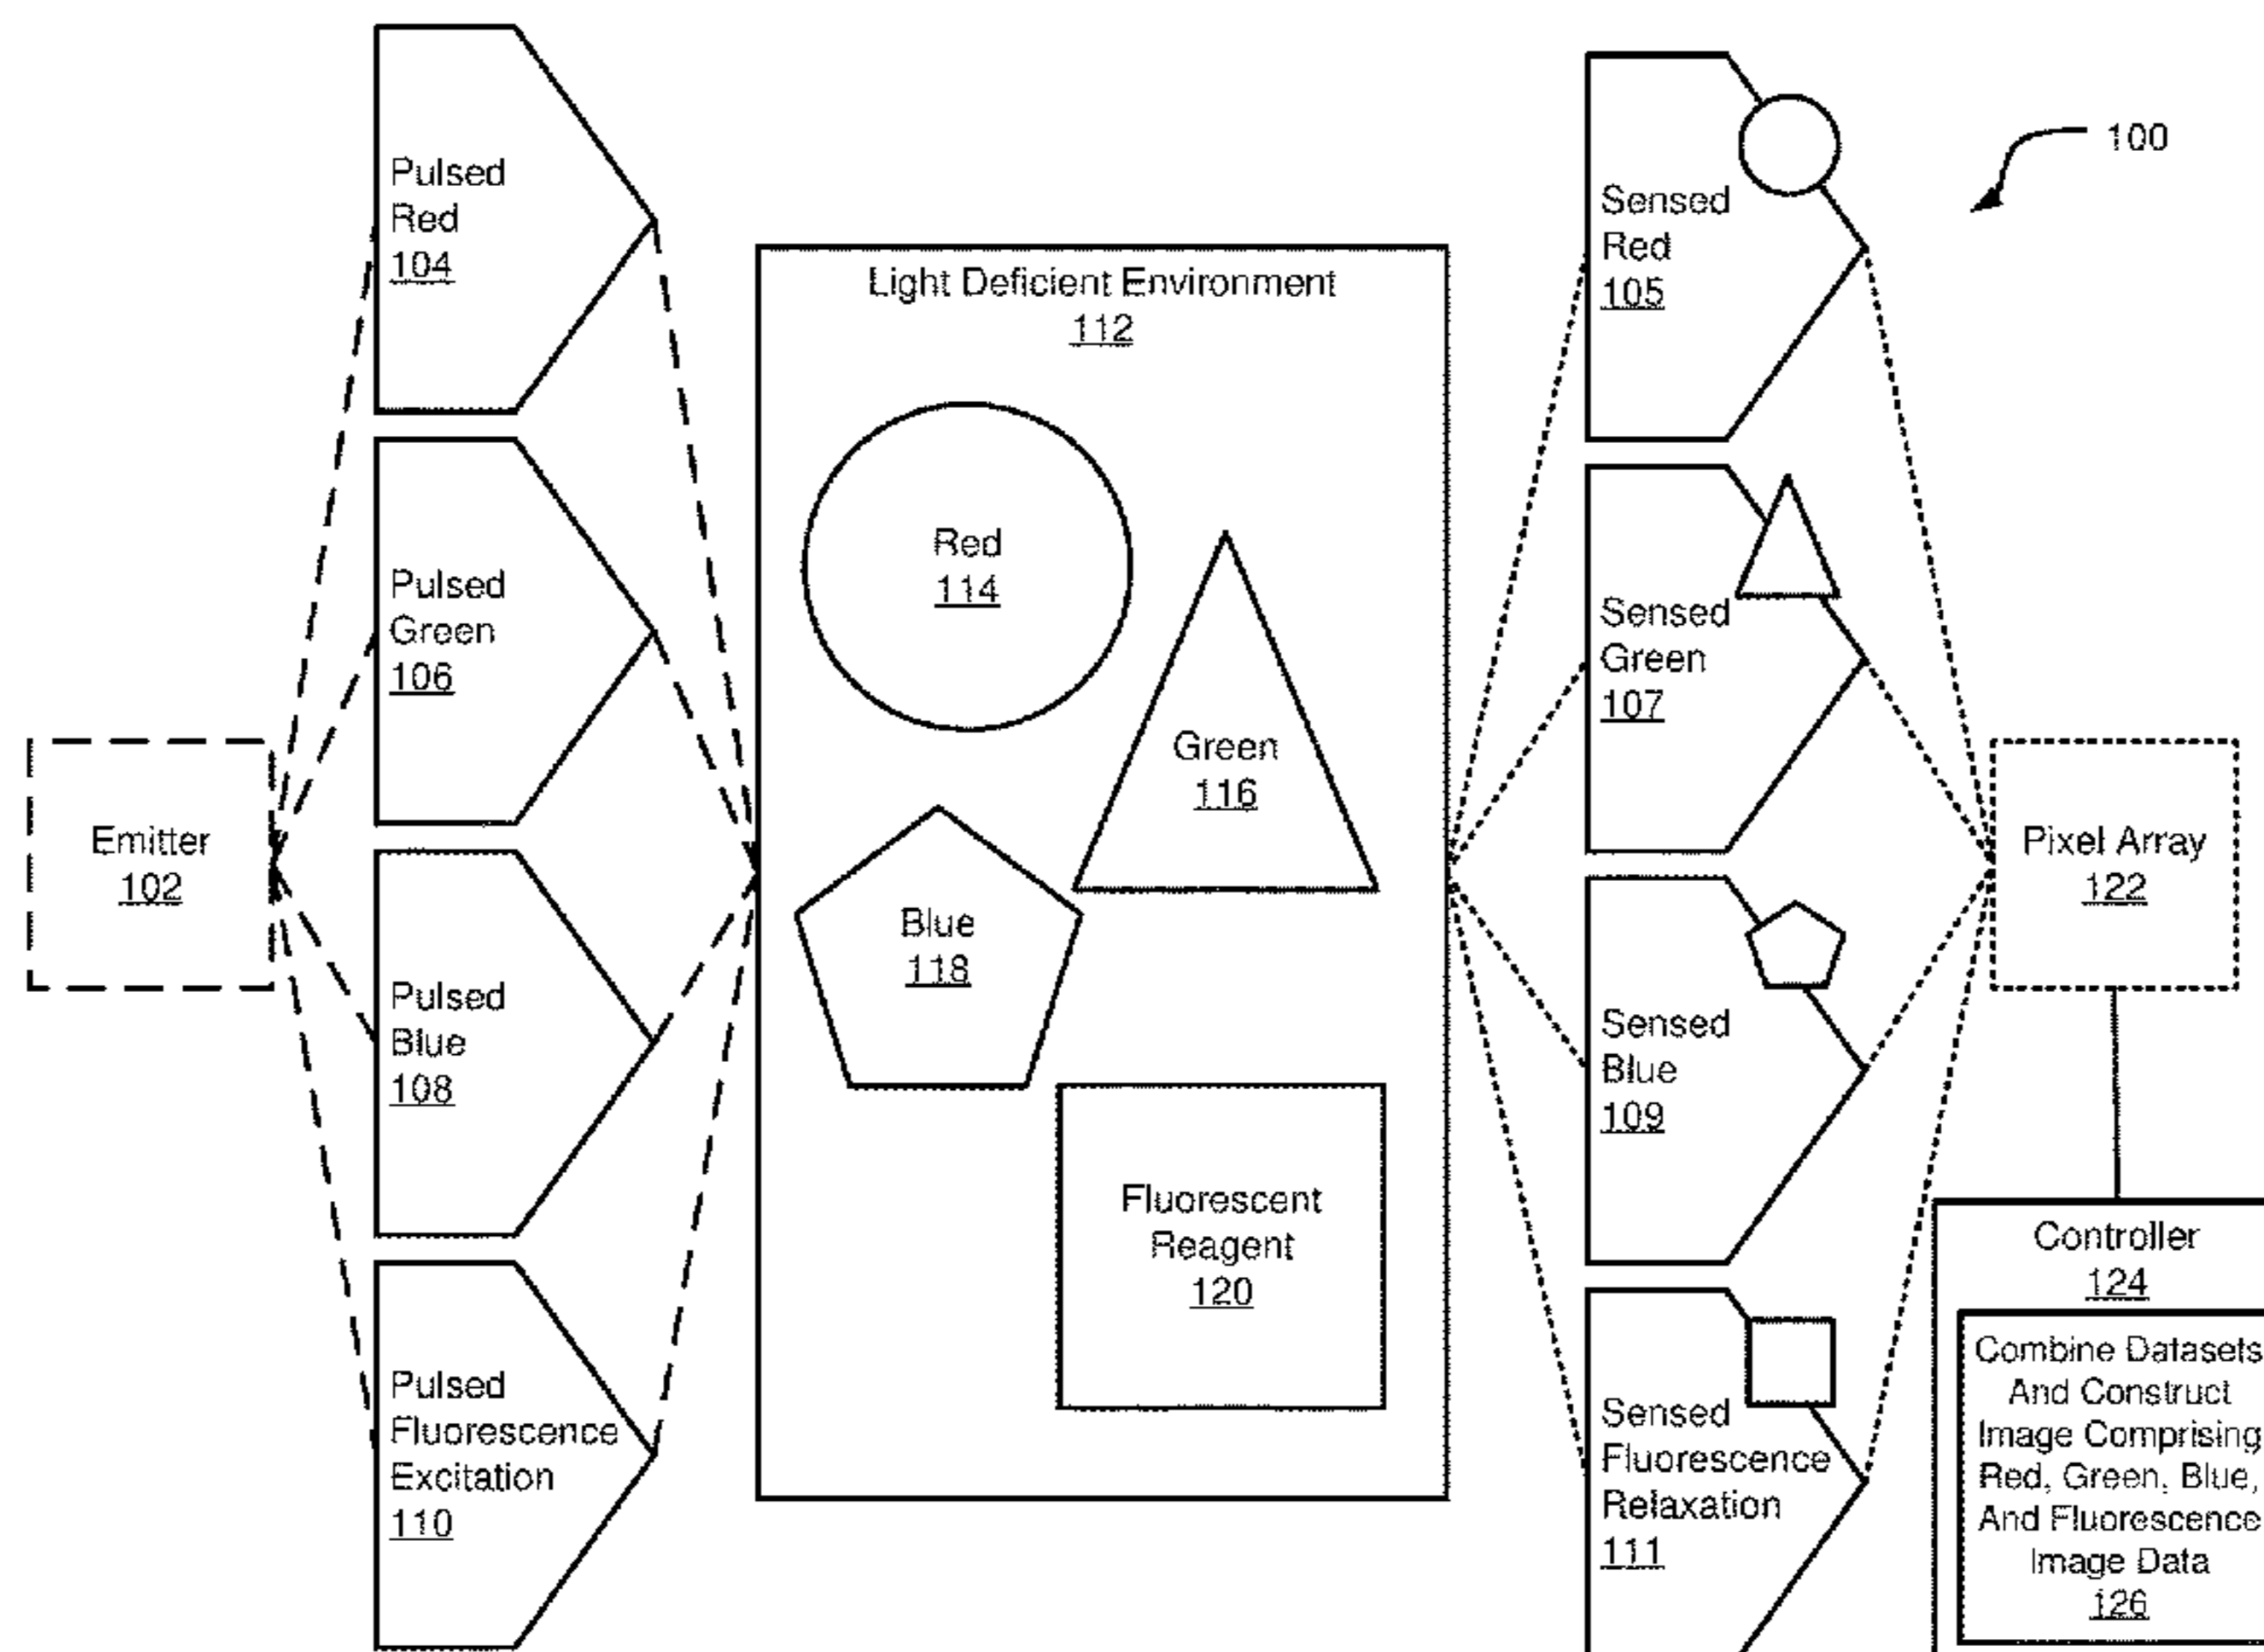 Pulsed
Red
104
Pulsed
Green
106
Emitter
102
Pulsed
Blue
108
Pulsed
Fluorescence
Excitation
110
Light Deficient Environment
112
Red
114
Green
116
Blue
118
Fluorescent
Reagent
120
Sensed
Red
105
Sensed
Green
107
Sensed
Blue
109
Sensed
Fluorescence
Relaxation
111
100
Pixel Array
122
Controller
124
Combine Datasets
And Construct
Image Comprising
Red, Green, Blue,
And Fluorescence
Image Data
126